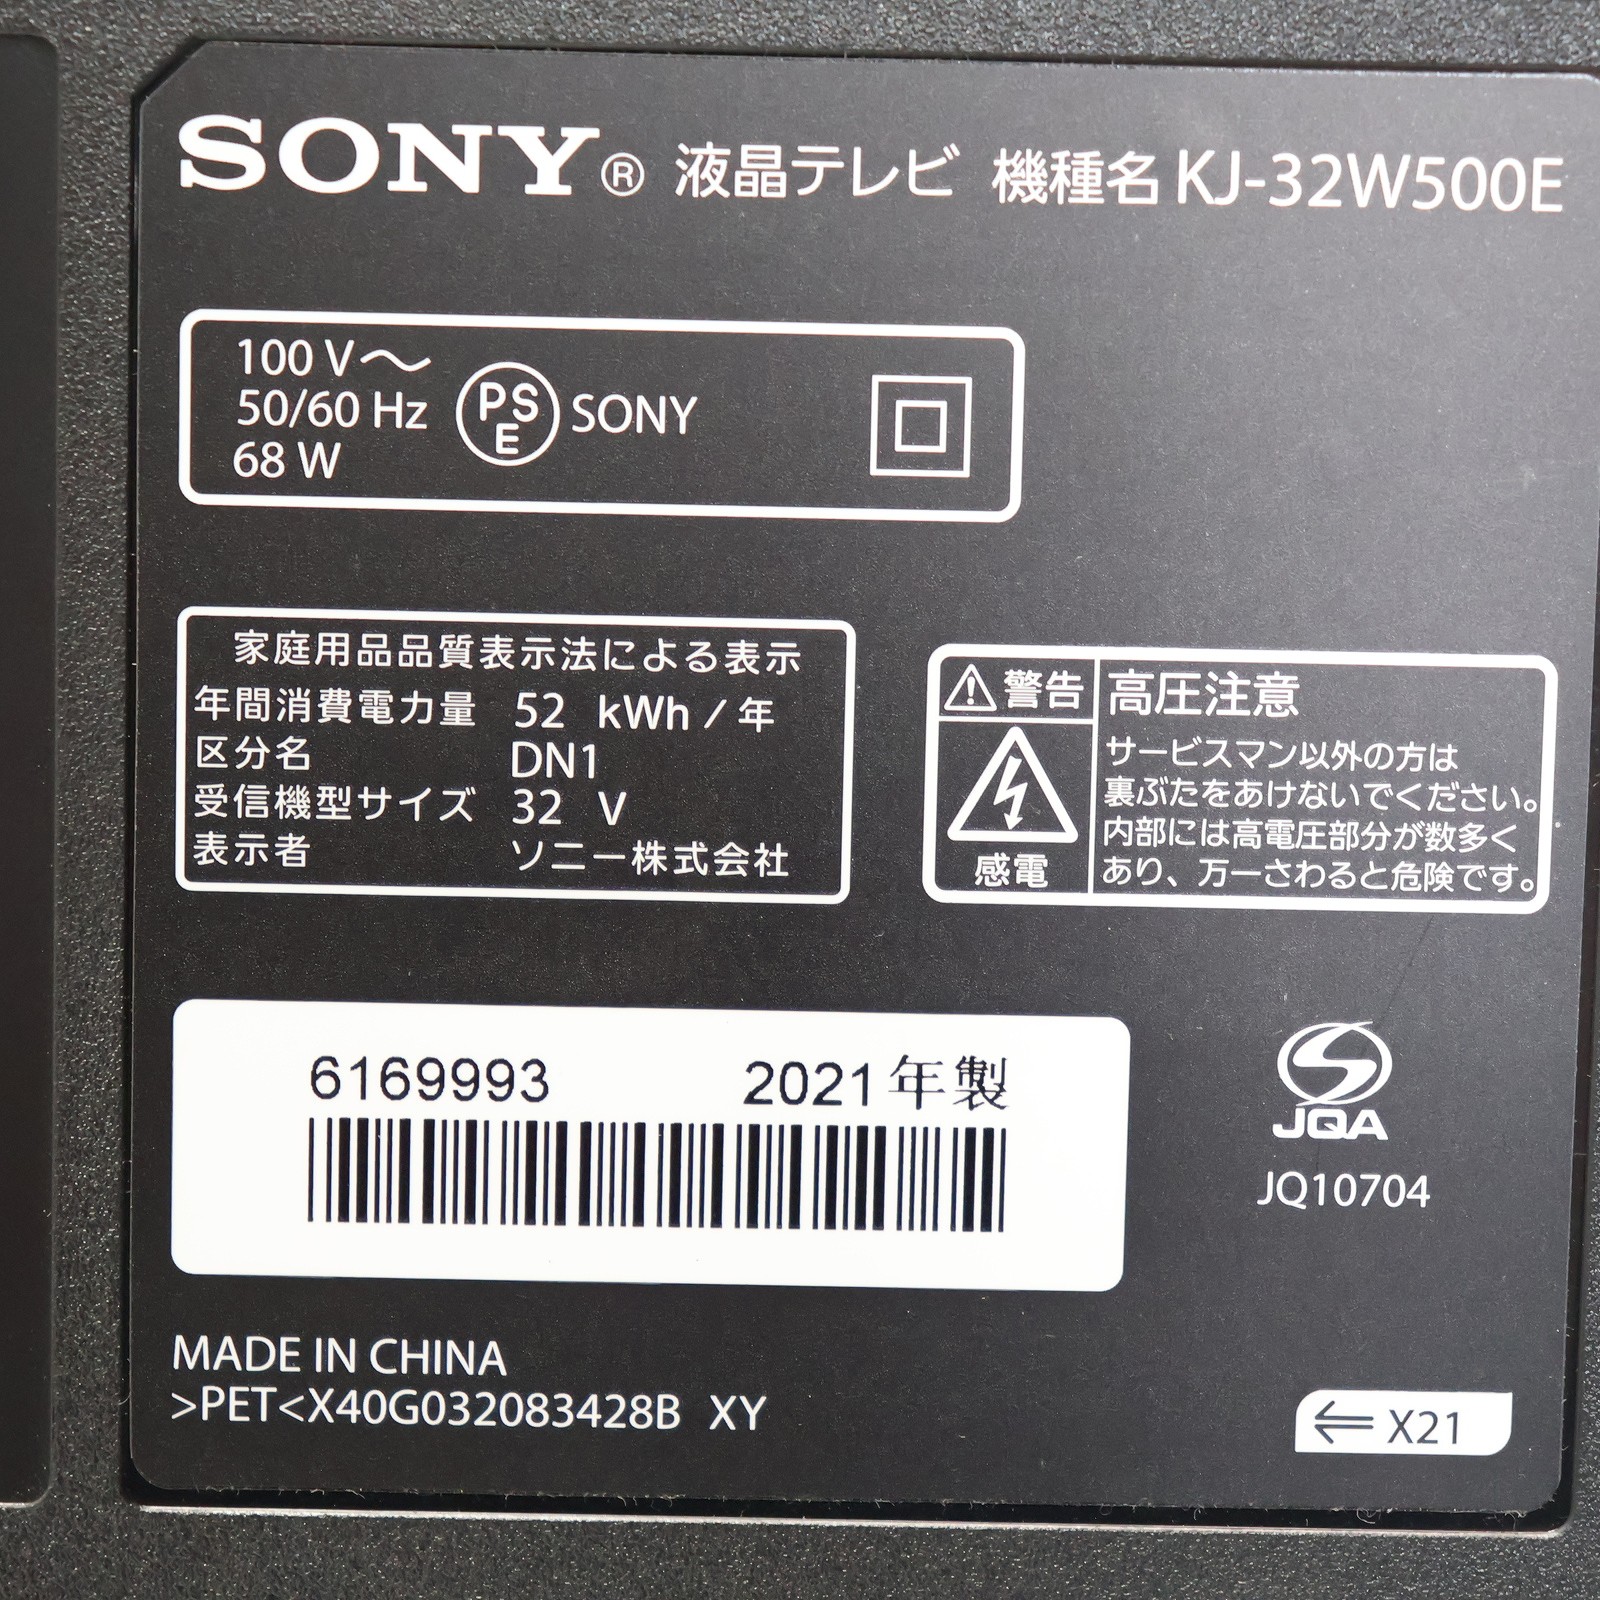 SONY® 液晶テレビ 機種名 KJ-32W500E
100 V～
50/60 Hz
68 W
PSE SONY
家庭用品品質表示法による表示
年間消費電力量 52 kWh / 年
区分名 DN1
受信機型サイズ 32 V
表示者 ソニー株式会社
⚠警告
感電
高圧注意
サービスマン以外の方は
裏ぶたをあけないでください。
内部には高電圧部分が数多く
あり、万一さわると危険です。
6169993 2021年製
JQA
JQ10704
MADE IN CHINA
>PET<X40G032083428B XY
⇐ X21